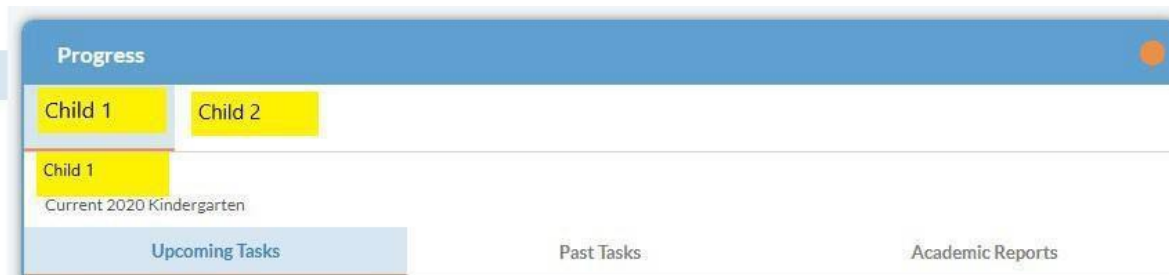 Progress
Child 1 Child 2
Child 1
Current 2020 Kindergarten
Upcoming Tasks Past Tasks Academic Reports